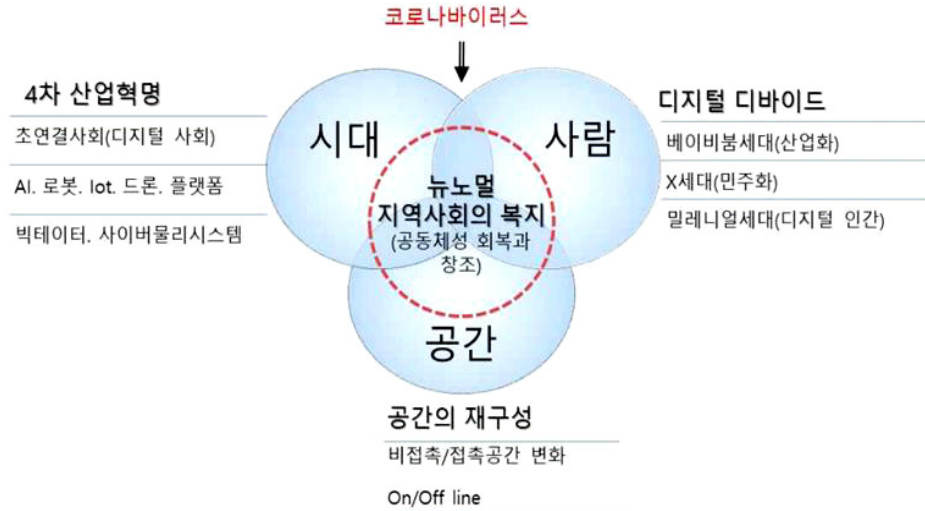 코로나바이러스
4차 산업혁명
초연결사회(디지털 사회)
AI. 로봇. Iot. 드론. 플랫폼
빅테이터. 사이버물리시스템
시대
사람
뉴노멀
지역사회의 복지
(공동체성 회복과
창조)
공간
디지털 디바이드
베이비붐세대(산업화)
X세대(민주화)
밀레니얼세대(디지털 인간)
공간의 재구성
비접촉/접촉공간 변화
On/Off line